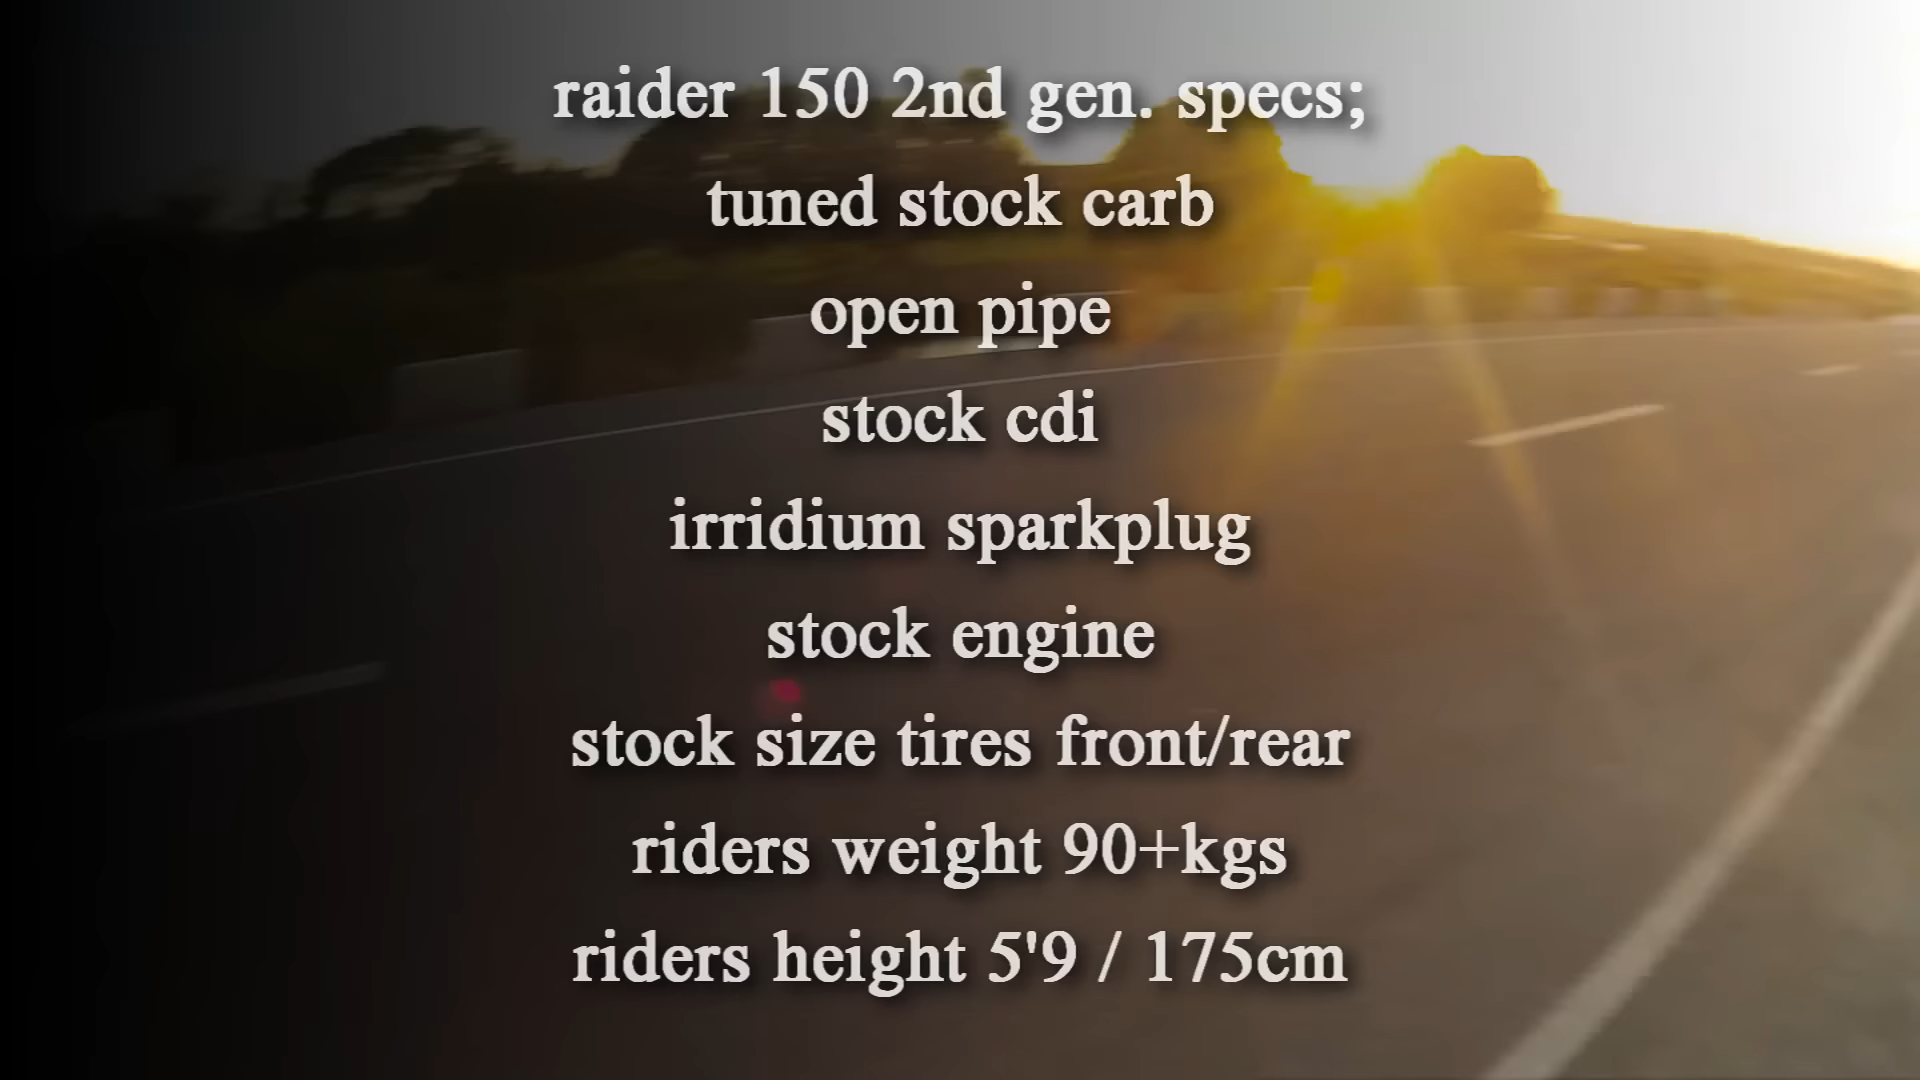 raider 150 2nd gen. specs;
tuned stock carb
open pipe
stock cdi
irridium sparkplug
stock engine
stock size tires front/rear
riders weight 90+kgs
riders height 5'9 / 175cm